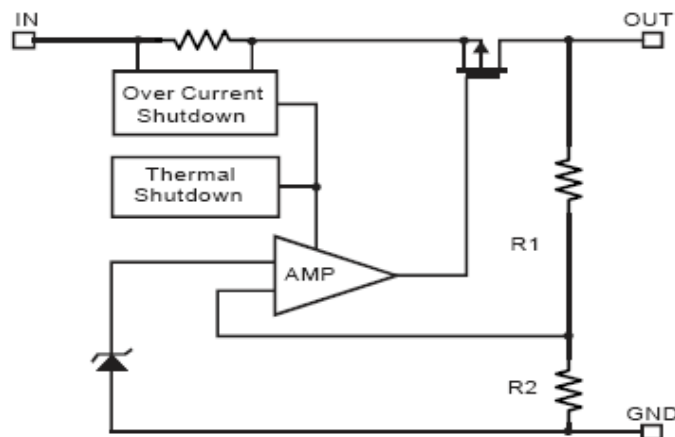 IN
OUT
Over Current
Shutdown
Thermal
Shutdown
AMP
R1
R2
GND